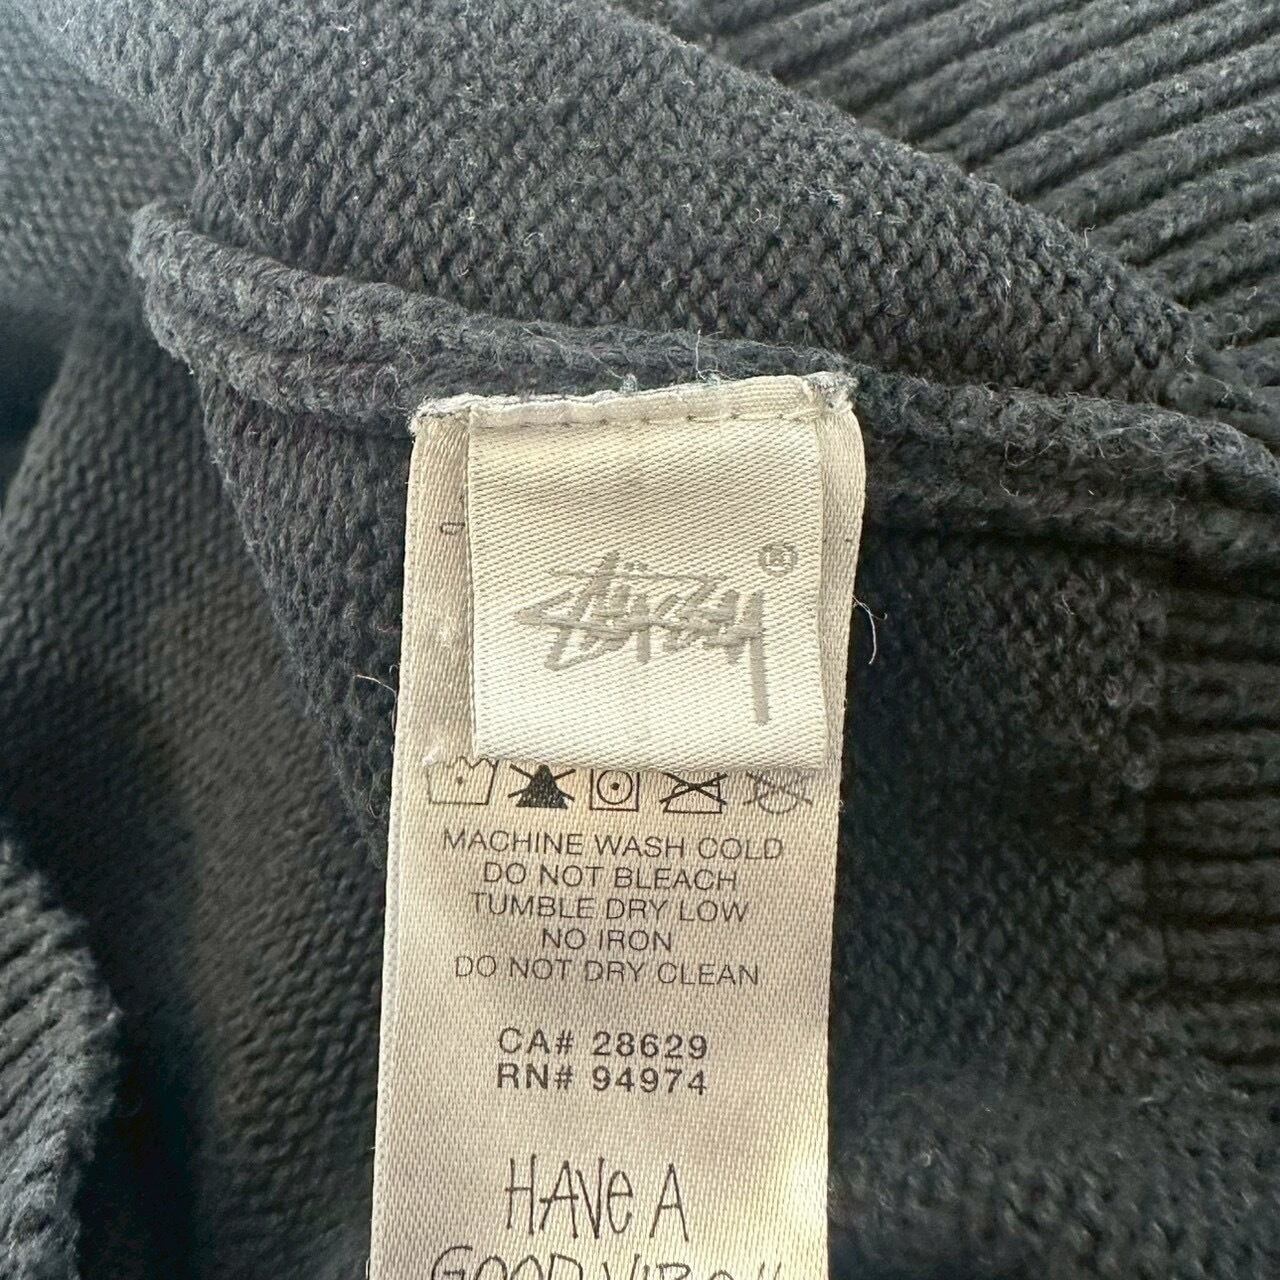 Stüssy ®
MACHINE WASH COLD
DO NOT BLEACH
TUMBLE DRY LOW
NO IRON
DO NOT DRY CLEAN
CA# 28629
RN# 94974
HAVE A
GOOD